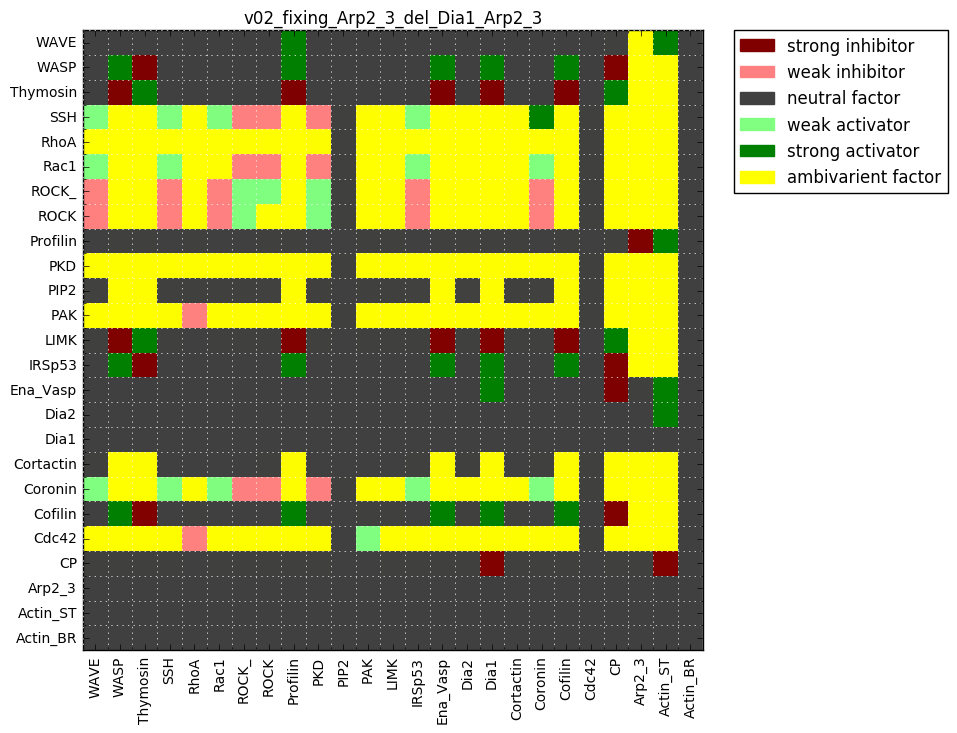 v02_fixing_Arp2_3_del_Dia1_Arp2_3
strong inhibitor
weak inhibitor
neutral factor
weak activator
strong activator
ambivarient factor
WAVE
WASP
Thymosin
SSH
RhoA
Rac1
ROCK_
ROCK
Profilin
PKD
PIP2
PAK
LIMK
IRSp53
Ena_Vasp
Dia2
Dia1
Cortactin
Coronin
Cofilin
Cdc42
CP
Arp2_3
Actin_ST
Actin_BR
WAVE
WASP
Thymosin
SSH
RhoA
Rac1
ROCK_
ROCK
Profilin
PKD
PIP2
PAK
LIMK
IRSp53
Ena_Vasp
Dia2
Dia1
Cortactin
Coronin
Cofilin
Cdc42
CP
Arp2_3
Actin_ST
Actin_BR